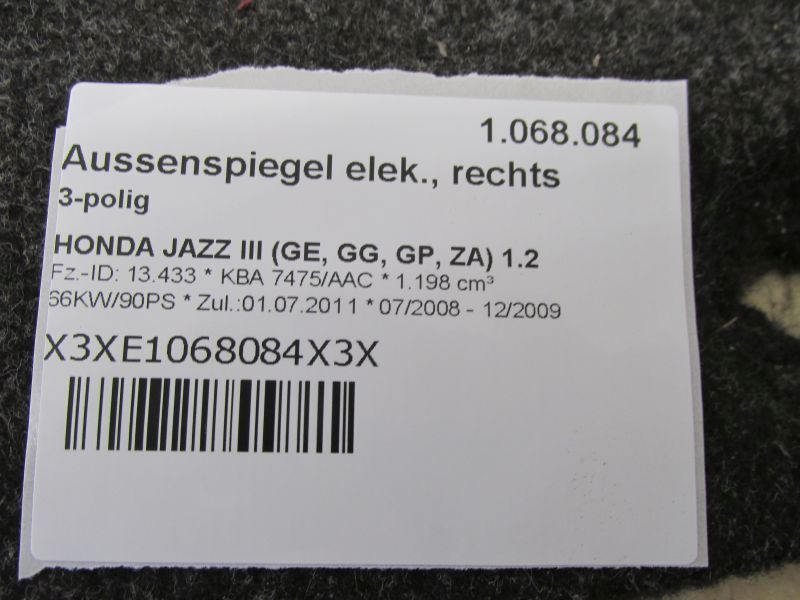 1.068.084
Aussenspiegel elek., rechts
3-polig
HONDA JAZZ III (GE, GG, GP, ZA) 1.2
Fz.-ID: 13.433 * KBA 7475/AAC * 1.198 cm³
66KW/90PS * Zul.:01.07.2011 * 07/2008 - 12/2009
X3XE1068084X3X